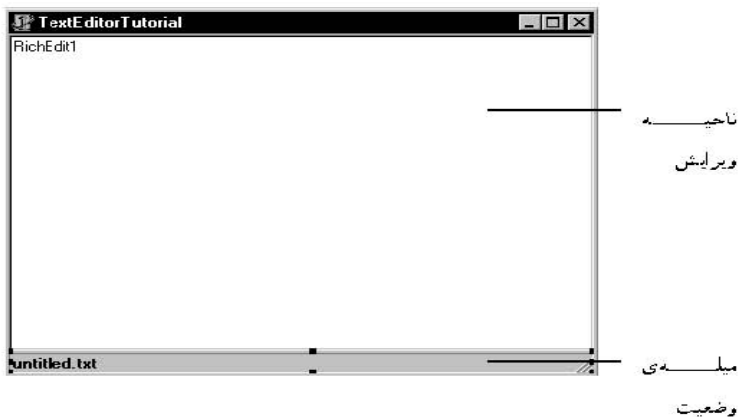 TextEditorTutorial
RichEdit1
ناحیه
ویرایش
untitled.txt
میله‌ی
وضعیت